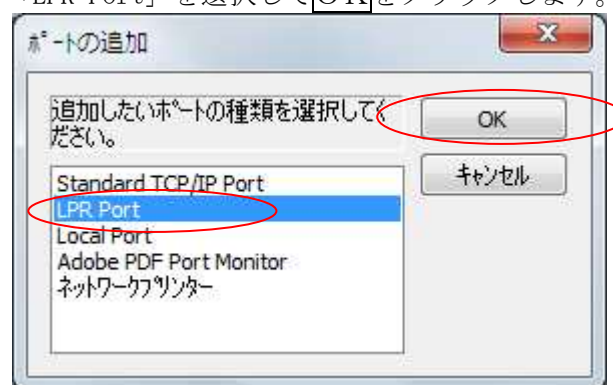 「LPR Port」を選択してOKをクリックします。
ﾎﾟｰﾄの追加
追加したいﾎﾟｰﾄの種類を選択してく
ださい。
OK
ｷｬﾝｾﾙ
Standard TCP/IP Port
LPR Port
Local Port
Adobe PDF Port Monitor
ﾈｯﾄﾜｰｸﾌﾟﾘﾝﾀｰ